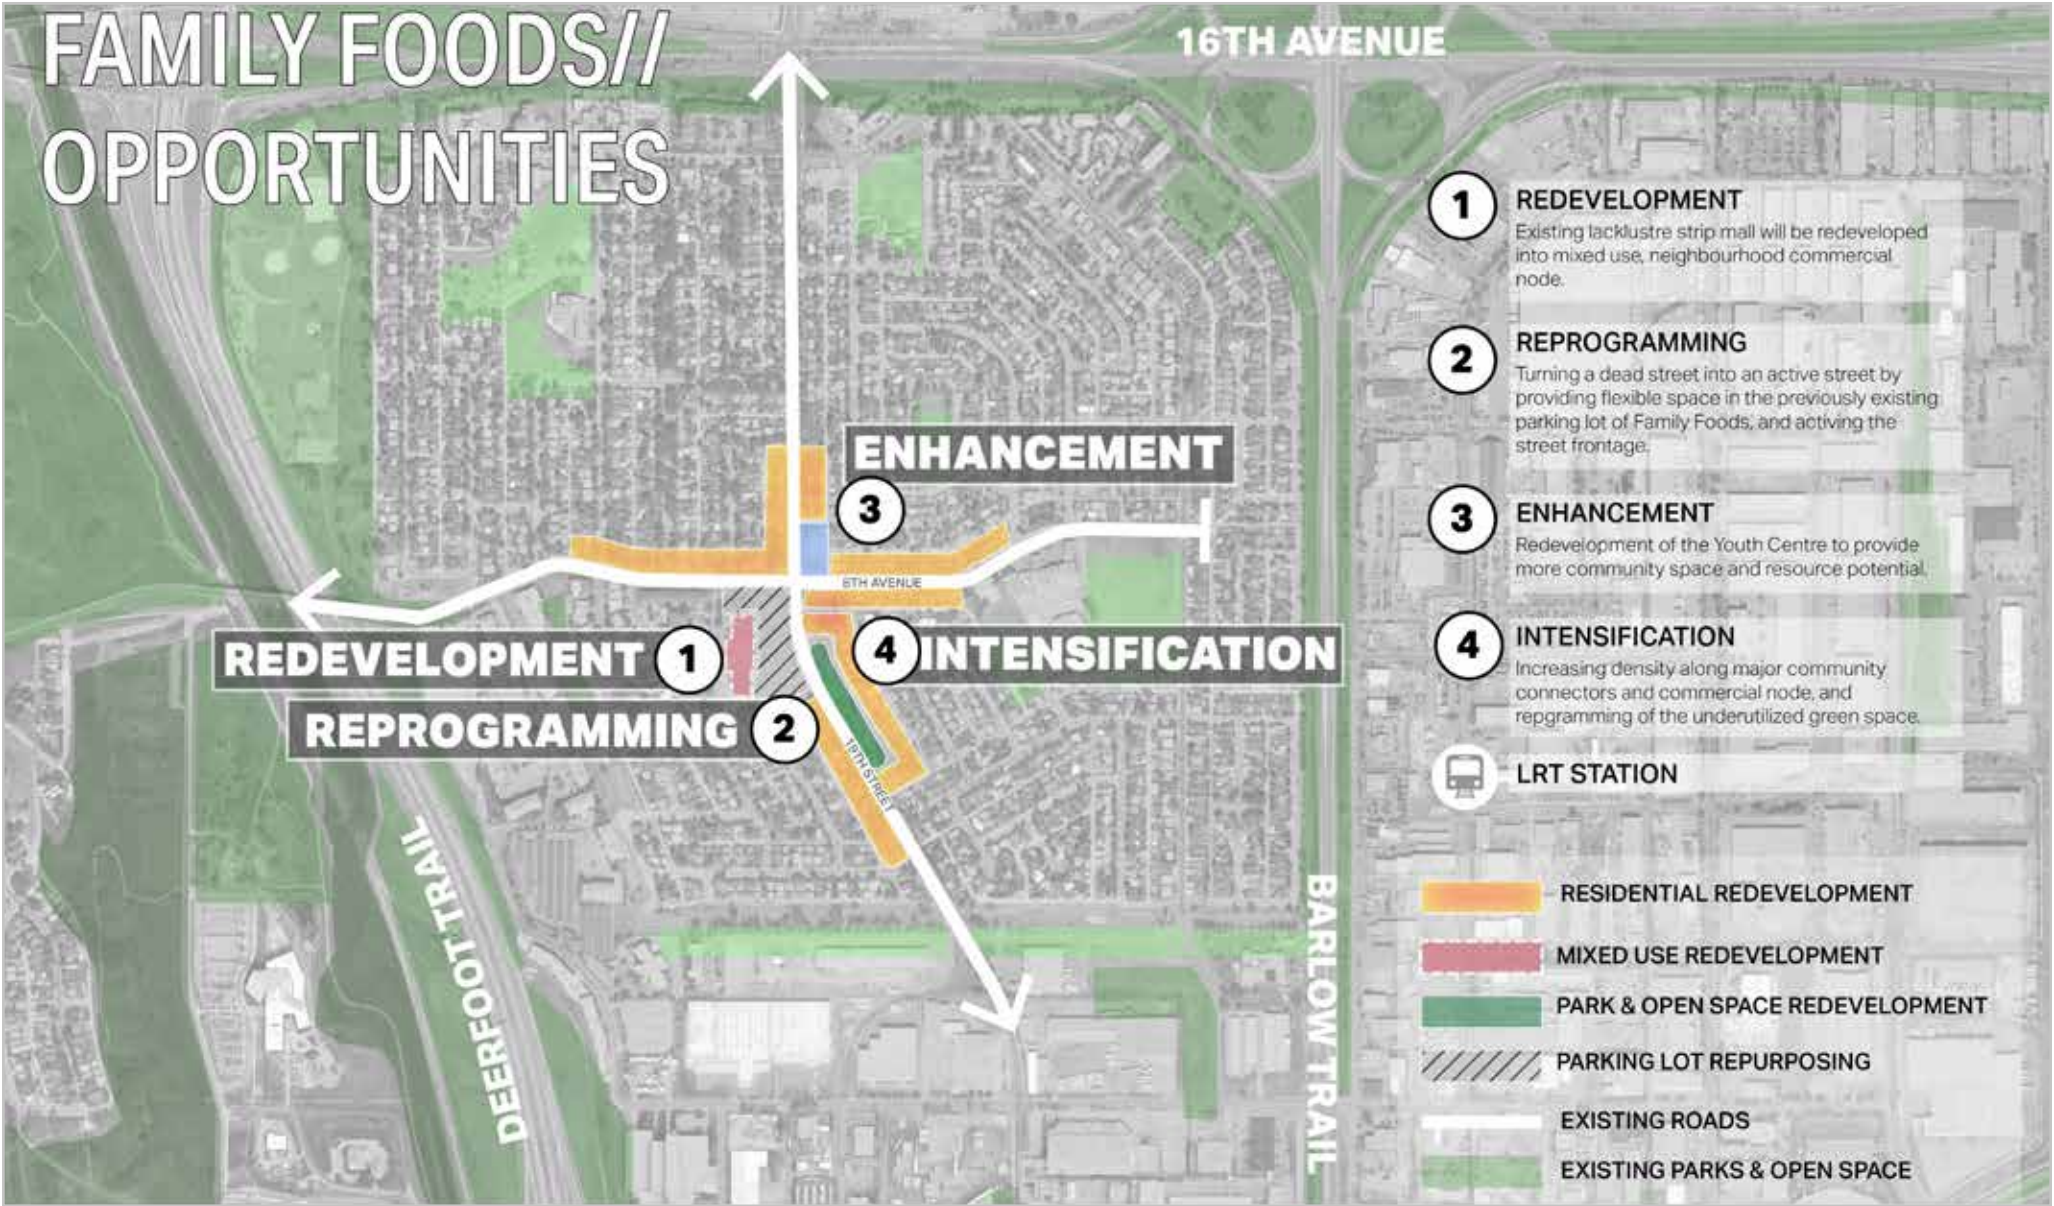 FAMILY FOODS//
OPPORTUNITIES
16TH AVENUE
1
REDEVELOPMENT
Existing lacklustre strip mall will be redeveloped
into mixed use, neighbourhood commercial
node.
2
REPROGRAMMING
Turning a dead street into an active street by
providing flexible space in the previously existing
parking lot of Family Foods, and activing the
street frontage.
3
ENHANCEMENT
Redevelopment of the Youth Centre to provide
more community space and resource potential.
4
INTENSIFICATION
Increasing density along major community
connectors and commercial node, and
repgramming of the underutilized green space.
LRT STATION
ENHANCEMENT
3
8TH AVENUE
REDEVELOPMENT 1
4 INTENSIFICATION
REPROGRAMMING 2
19TH STREET
DEERFOOT TRAIL
BARLOW TRAIL
RESIDENTIAL REDEVELOPMENT
MIXED USE REDEVELOPMENT
PARK & OPEN SPACE REDEVELOPMENT
PARKING LOT REPURPOSING
EXISTING ROADS
EXISTING PARKS & OPEN SPACE